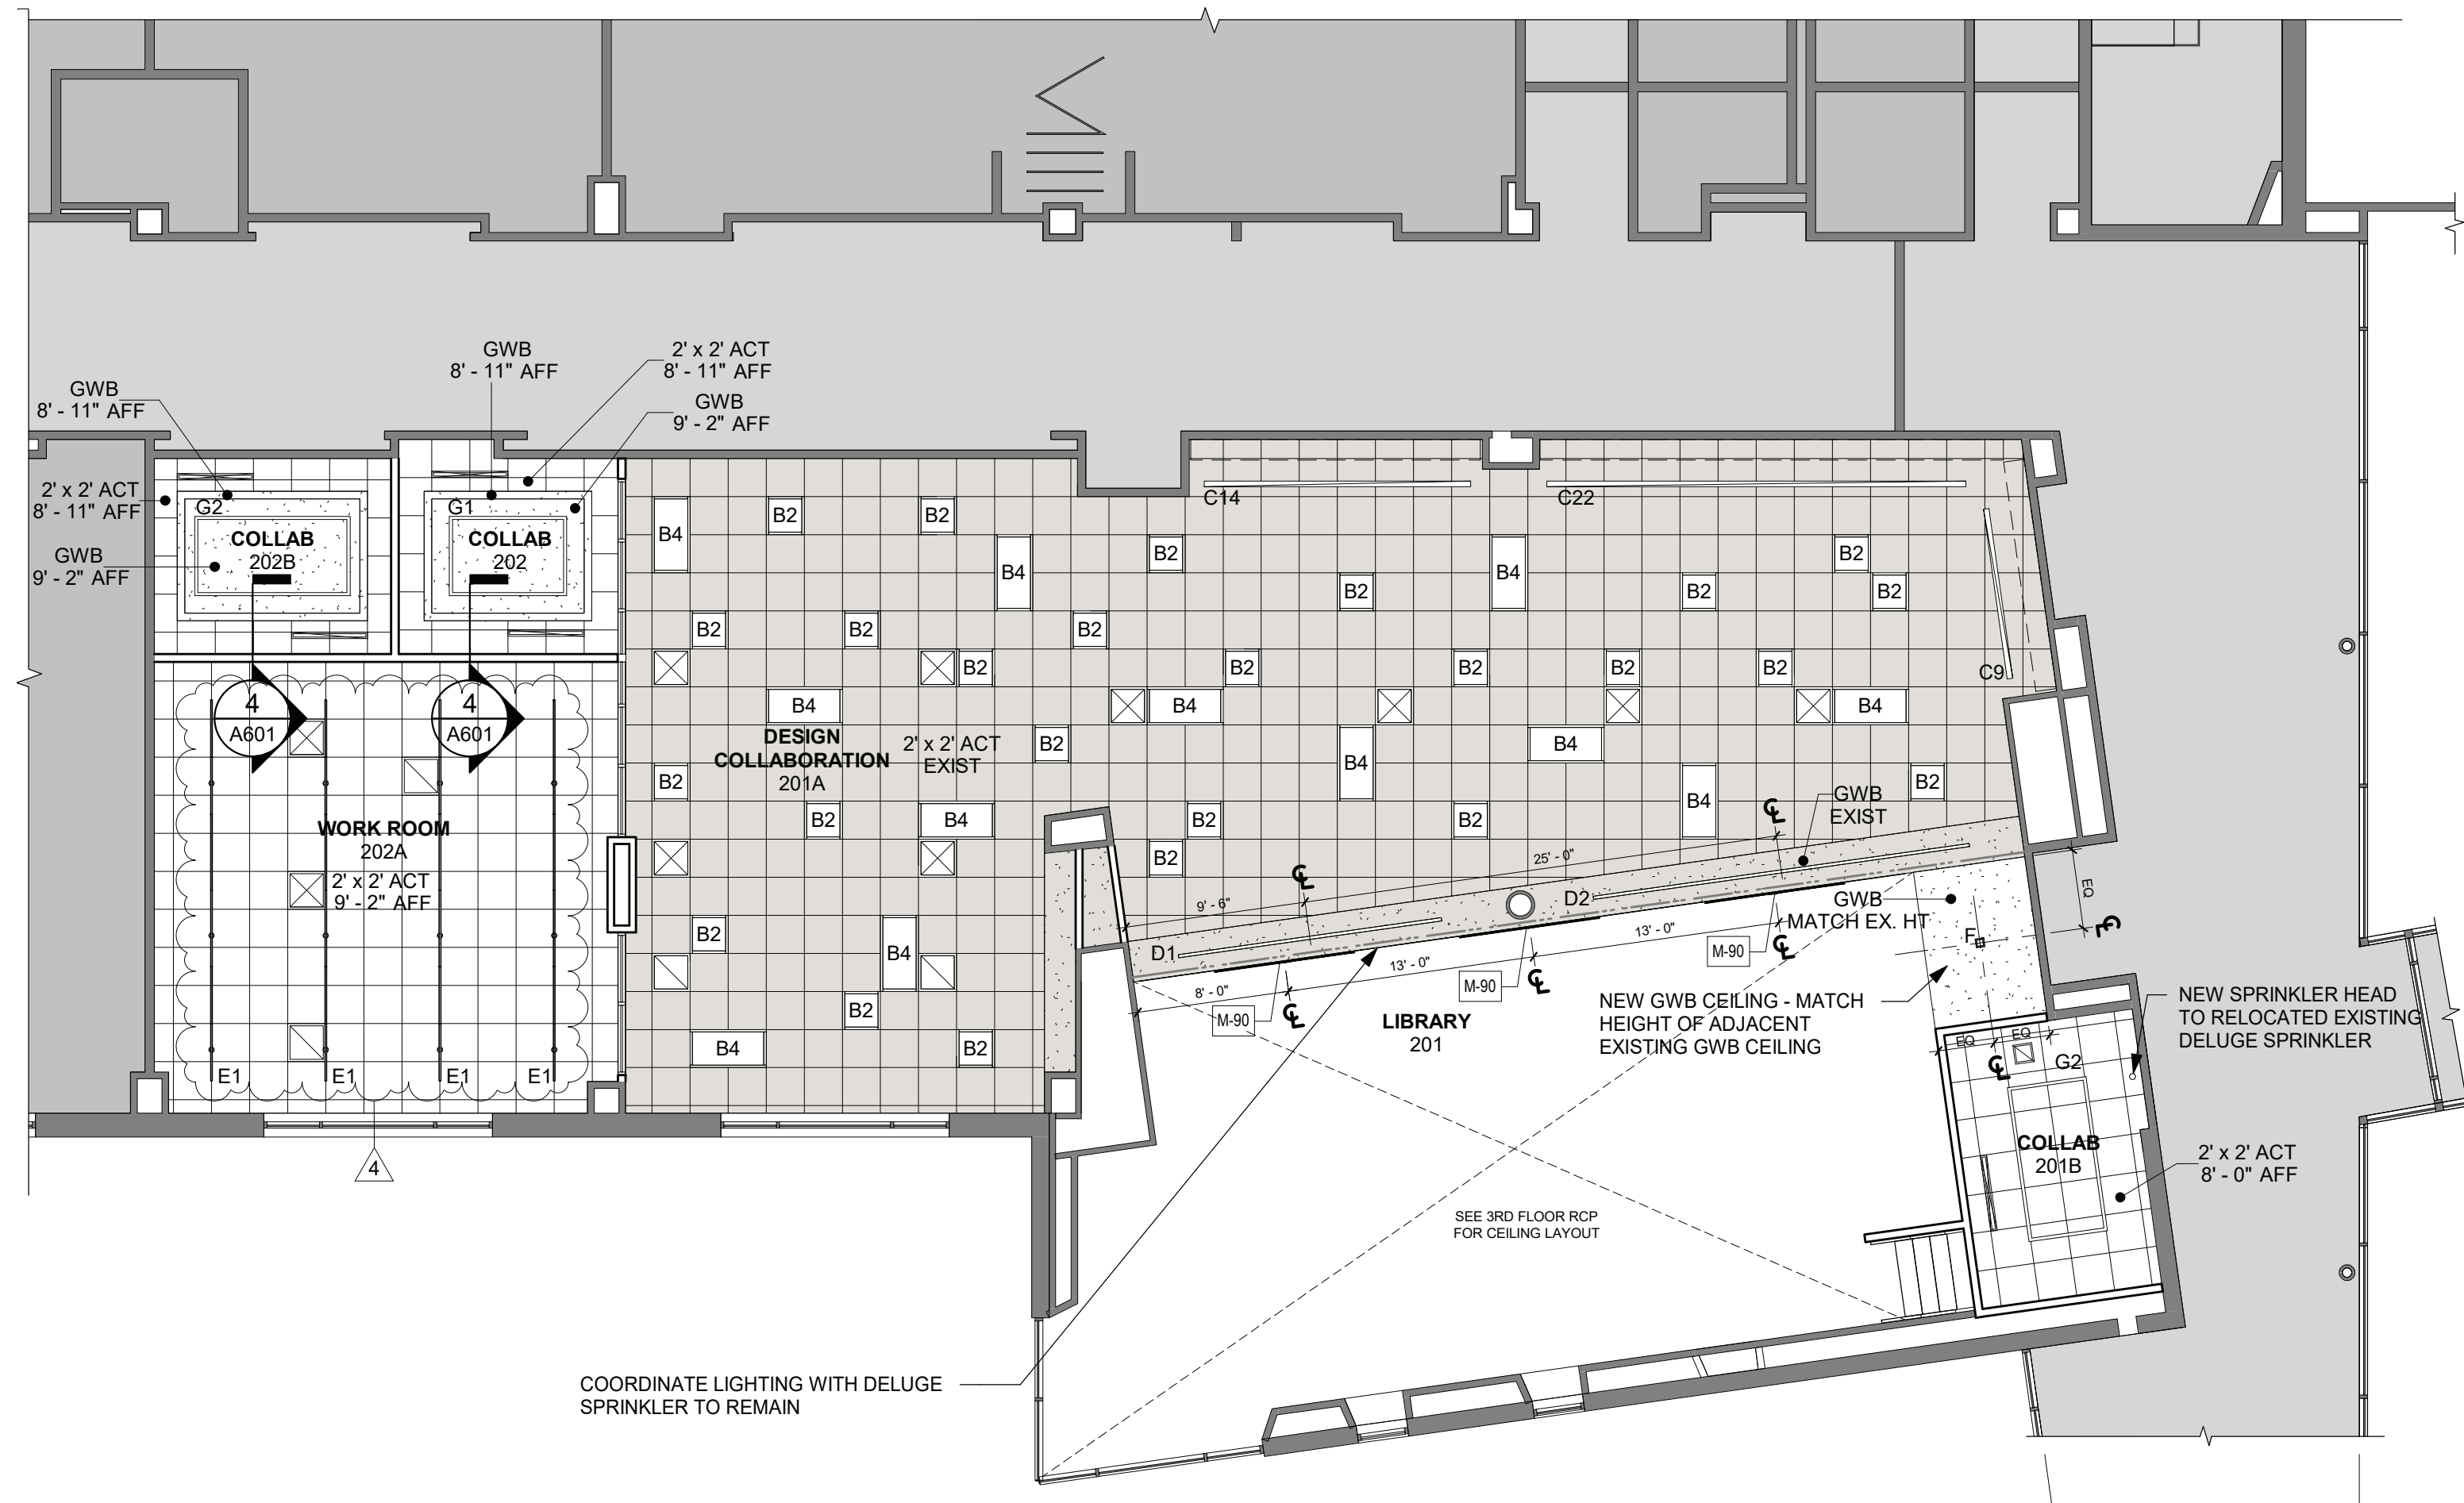 GWB
8' - 11" AFF
2' x 2' ACT
8' - 11" AFF
GWB
8' - 11" AFF
GWB
9' - 2" AFF
2' x 2' ACT
8' - 11" AFF
GWB
9' - 2" AFF
G2
COLLAB
202B
G1
COLLAB
202
4
A601
4
A601
WORK ROOM
202A
2' x 2' ACT
9' - 2" AFF
E1
E1
E1
E1
4
C14
C22
C9
B4
B2
B2
B4
B2
B4
B2
B2
B2
B2
B2
B2
B2
B2
B2
B2
B2
B2
B4
B4
B4
DESIGN
COLLABORATION
201A
2' x 2' ACT
EXIST
B2
B4
B4
B2
B2
B4
B2
B4
B2
B2
B2
B2
B4
B2
B4
B2
GWB
EXIST
25' - 0"
9' - 6"
D1
D2
GWB
MATCH EX. HT
EQ
F
13' - 0"
13' - 0"
8' - 0"
M-90
M-90
M-90
LIBRARY
201
NEW GWB CEILING - MATCH
HEIGHT OF ADJACENT
EXISTING GWB CEILING
NEW SPRINKLER HEAD
TO RELOCATED EXISTING
DELUGE SPRINKLER
EQ
EQ
G2
COLLAB
201B
2' x 2' ACT
8' - 0" AFF
SEE 3RD FLOOR RCP
FOR CEILING LAYOUT
COORDINATE LIGHTING WITH DELUGE
SPRINKLER TO REMAIN